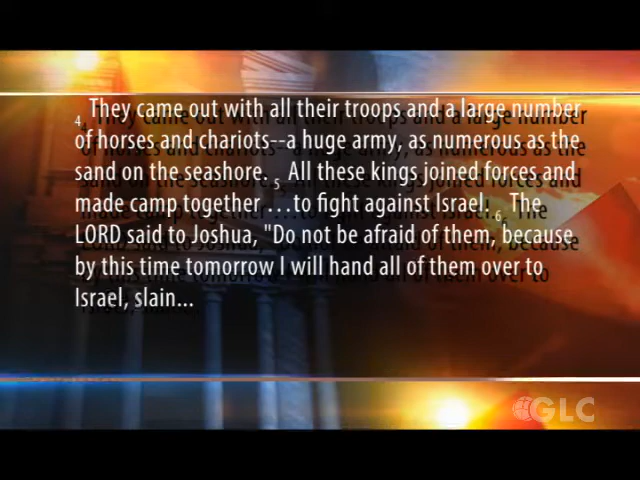 4 They came out with all their troops and a large number
of horses and chariots--a huge army, as numerous as the
sand on the seashore. 5 All these kings joined forces and
made camp together ….to fight against Israel. 6 The
LORD said to Joshua, "Do not be afraid of them, because
by this time tomorrow I will hand all of them over to
Israel, slain...
GLC